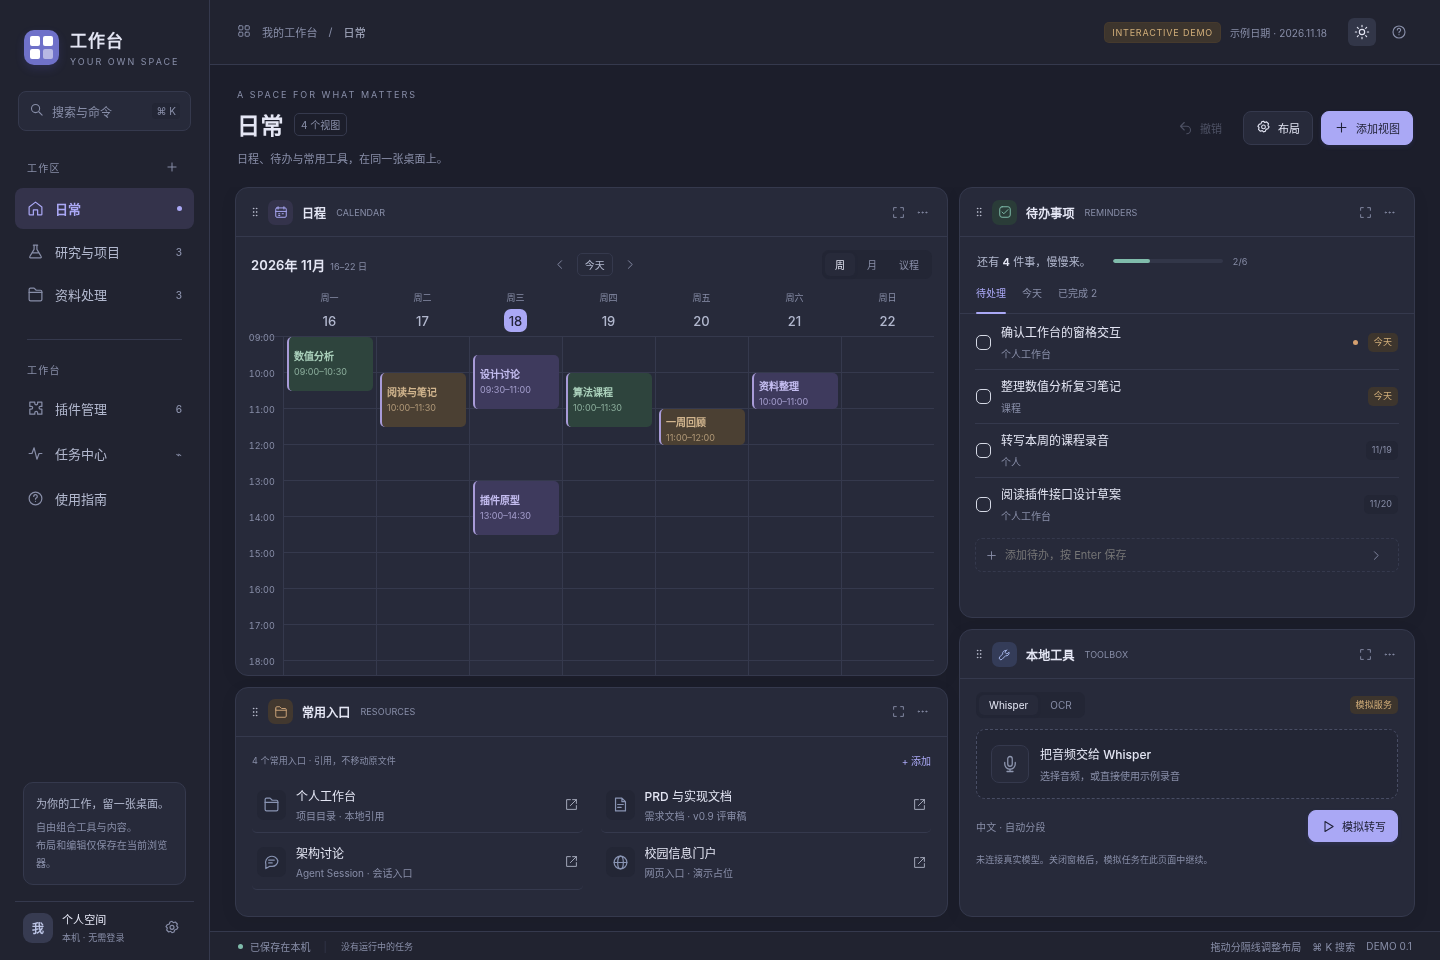 工作台
YOUR OWN SPACE
搜索与命令 ⌘ K
工作区 +
日常
研究与项目 3
资料处理 3
工作台
插件管理 6
任务中心 ~
使用指南
为你的工作，留一张桌面。
自由组合工具与内容。
布局和编辑仅保存在当前浏览
器。
我 个人空间
本机 · 无需登录
我的工作台 / 日常
INTERACTIVE DEMO 示例日期 · 2026.11.18
A SPACE FOR WHAT MATTERS
日常 4 个视图
日程、待办与常用工具，在同一张桌面上。
撤销 布局 + 添加视图
日程 CALENDAR
2026年 11月 16–22 日 今天 周 月 议程
周一 周二 周三 周四 周五 周六 周日
16 17 18 19 20 21 22
09:00
10:00
11:00
12:00
13:00
14:00
15:00
16:00
17:00
18:00
数值分析
09:00–10:30
阅读与笔记
10:00–11:30
设计讨论
09:30–11:00
插件原型
13:00–14:30
算法课程
10:00–11:30
一周回顾
11:00–12:00
资料整理
10:00–11:00
常用入口 RESOURCES
4 个常用入口 · 引用，不移动原文件 + 添加
个人工作台
项目目录 · 本地引用
PRD 与实现文档
需求文档 · v0.9 评审稿
架构讨论
Agent Session · 会话入口
校园信息门户
网页入口 · 演示占位
待办事项 REMINDERS
还有 4 件事，慢慢来。 2/6
待处理 今天 已完成 2
确认工作台的窗格交互
个人工作台 今天
整理数值分析复习笔记
课程 今天
转写本周的课程录音
个人 11/19
阅读插件接口设计草案
个人工作台 11/20
+ 添加待办，按 Enter 保存
本地工具 TOOLBOX
Whisper OCR 模拟服务
把音频交给 Whisper
选择音频，或直接使用示例录音
中文 · 自动分段 模拟转写
未连接真实模型。关闭窗格后，模拟任务在此页面中继续。
已保存在本机 没有运行中的任务
拖动分隔线调整布局 ⌘ K 搜索 DEMO 0.1